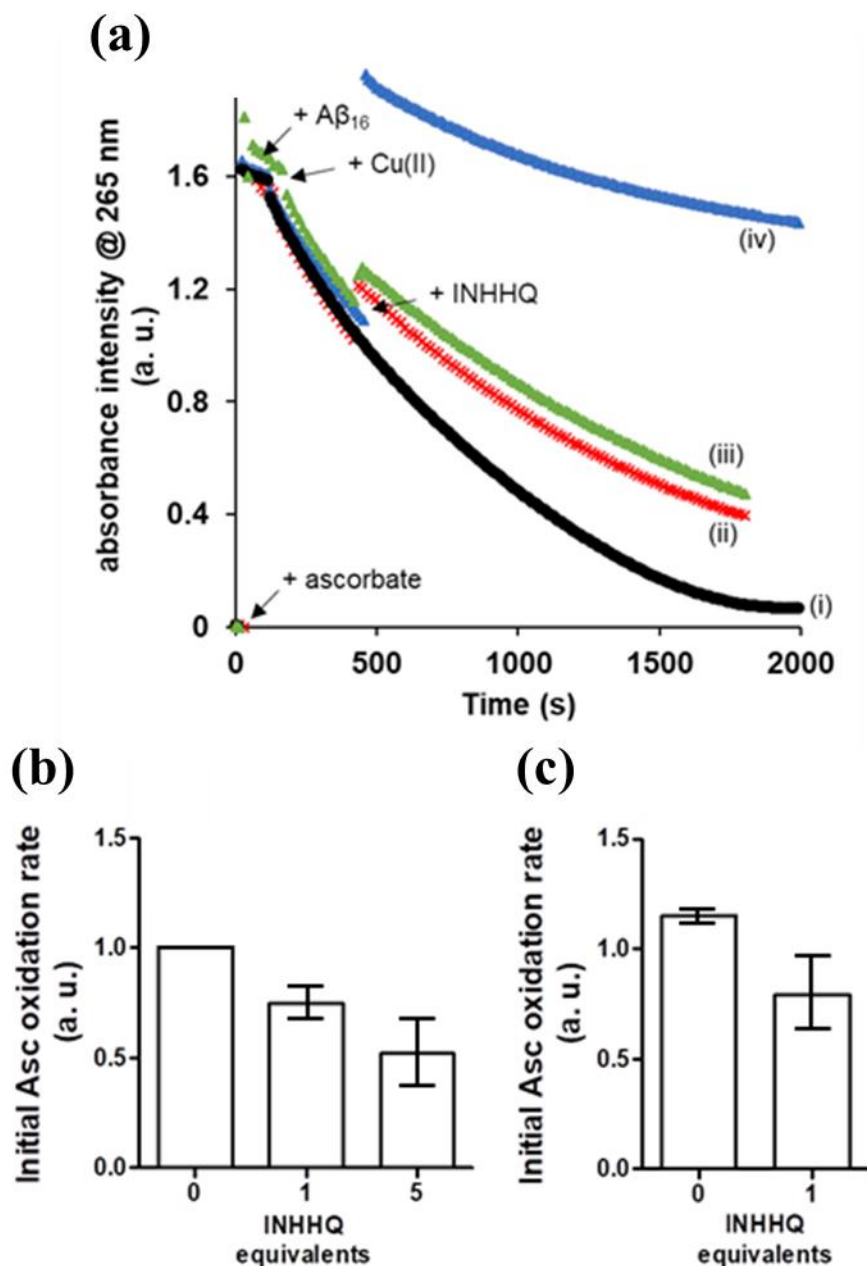 (a)
absorbance intensity @ 265 nm
(a. u.)
1.6
1.2
0.8
0.4
0
+ Aβ₁₆
+ Cu(II)
+ INHHQ
+ ascorbate
(iv)
(iii)
(ii)
(i)
0 500 1000 1500 2000
Time (s)
(b)
Initial Asc oxidation rate
(a. u.)
1.5
1.0
0.5
0.0
0 1 5
INHHQ
equivalents
(c)
Initial Asc oxidation rate
(a. u.)
1.5
1.0
0.5
0.0
0 1
INHHQ
equivalents